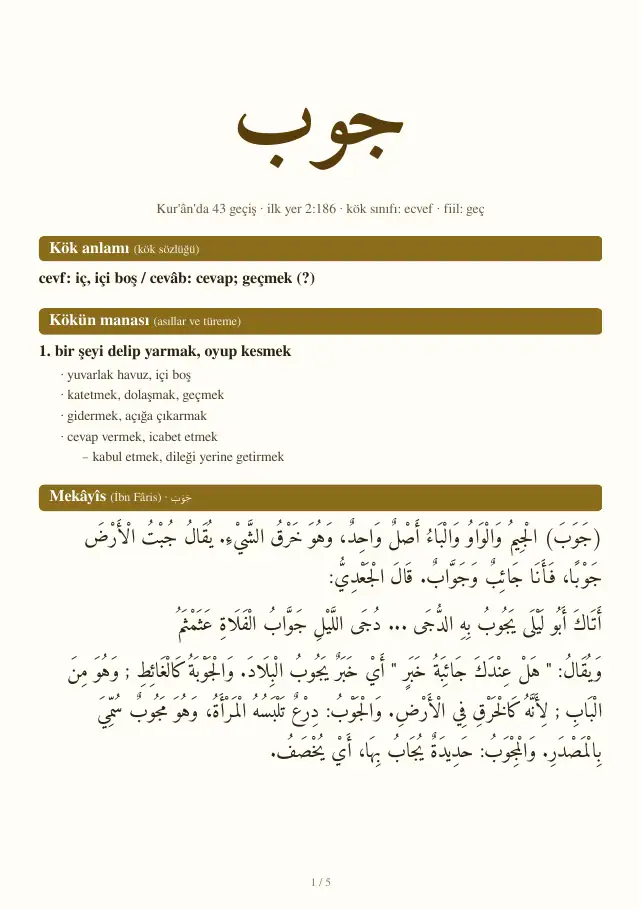 جوب
Kur'ân'da 43 geçiş · ilk yer 2:186 · kök sınıfı: ecvef · fiil: geç
Kök anlamı (kök sözlüğü)
cevf: iç, içi boş / cevâb: cevap; geçmek (?)
Kökün manası (asıllar ve türeme)
1. bir şeyi delip yarmak, oyup kesmek
· yuvarlak havuz, içi boş
· katetmek, dolaşmak, geçmek
· gidermek, açığa çıkarmak
· cevap vermek, icabet etmek
– kabul etmek, dileği yerine getirmek
Mekâyîs (İbn Fâris) · جَوَبَ
(جَوَبَ) الْجِيمُ وَالْوَاوُ وَالْبَاءُ أَصْلٌ وَاحِدٌ، وَهُوَ خَرْقُ الشَّيْءِ. يُقَالُ جُبْتُ الْأَرْضَ
جَوْبًا، فَأَنَا جَائِبٌ وَجَوَّابٌ. قَالَ الْجَعْدِيُّ:
أَتَاكَ أَبُو لَيْلَى يَجُوبُ بِهِ الدُّجَى ... دُجَى اللَّيْلِ جَوَّابُ الْفَلَاةِ عَثَمْثَمُ
وَيُقَالُ: " هَلْ عِنْدَكَ جَائِبَةُ خَبَرٍ " أَيْ خَبَرٌ يَجُوبُ الْبِلَادَ. وَالْجَوْبَةُ كَالْغَائِطِ ; وَهُوَ مِنَ
الْبَابِ ; لِأَنَّهُ كَالْخَرْقِ فِي الْأَرْضِ. وَالْجَوْبُ: دِرْعٌ تَلْبَسُهُ الْمَرْأَةُ، وَهُوَ مَجُوبٌ سُمِّيَ
بِالْمَصْدَرِ. وَالْمِجْوَبُ: حَدِيدَةٌ يُجَابُ بِهَا، أَيْ يُخْصَفُ.
1 / 5